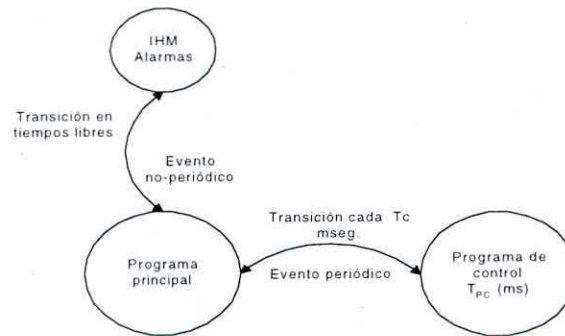 IHM
Alarmas
Transición en
tiempos libres
Evento
no-periódico
Transición cada Tc
mseg.
Programa
principal
Evento periódico
Programa de
control
T_PC (ms)